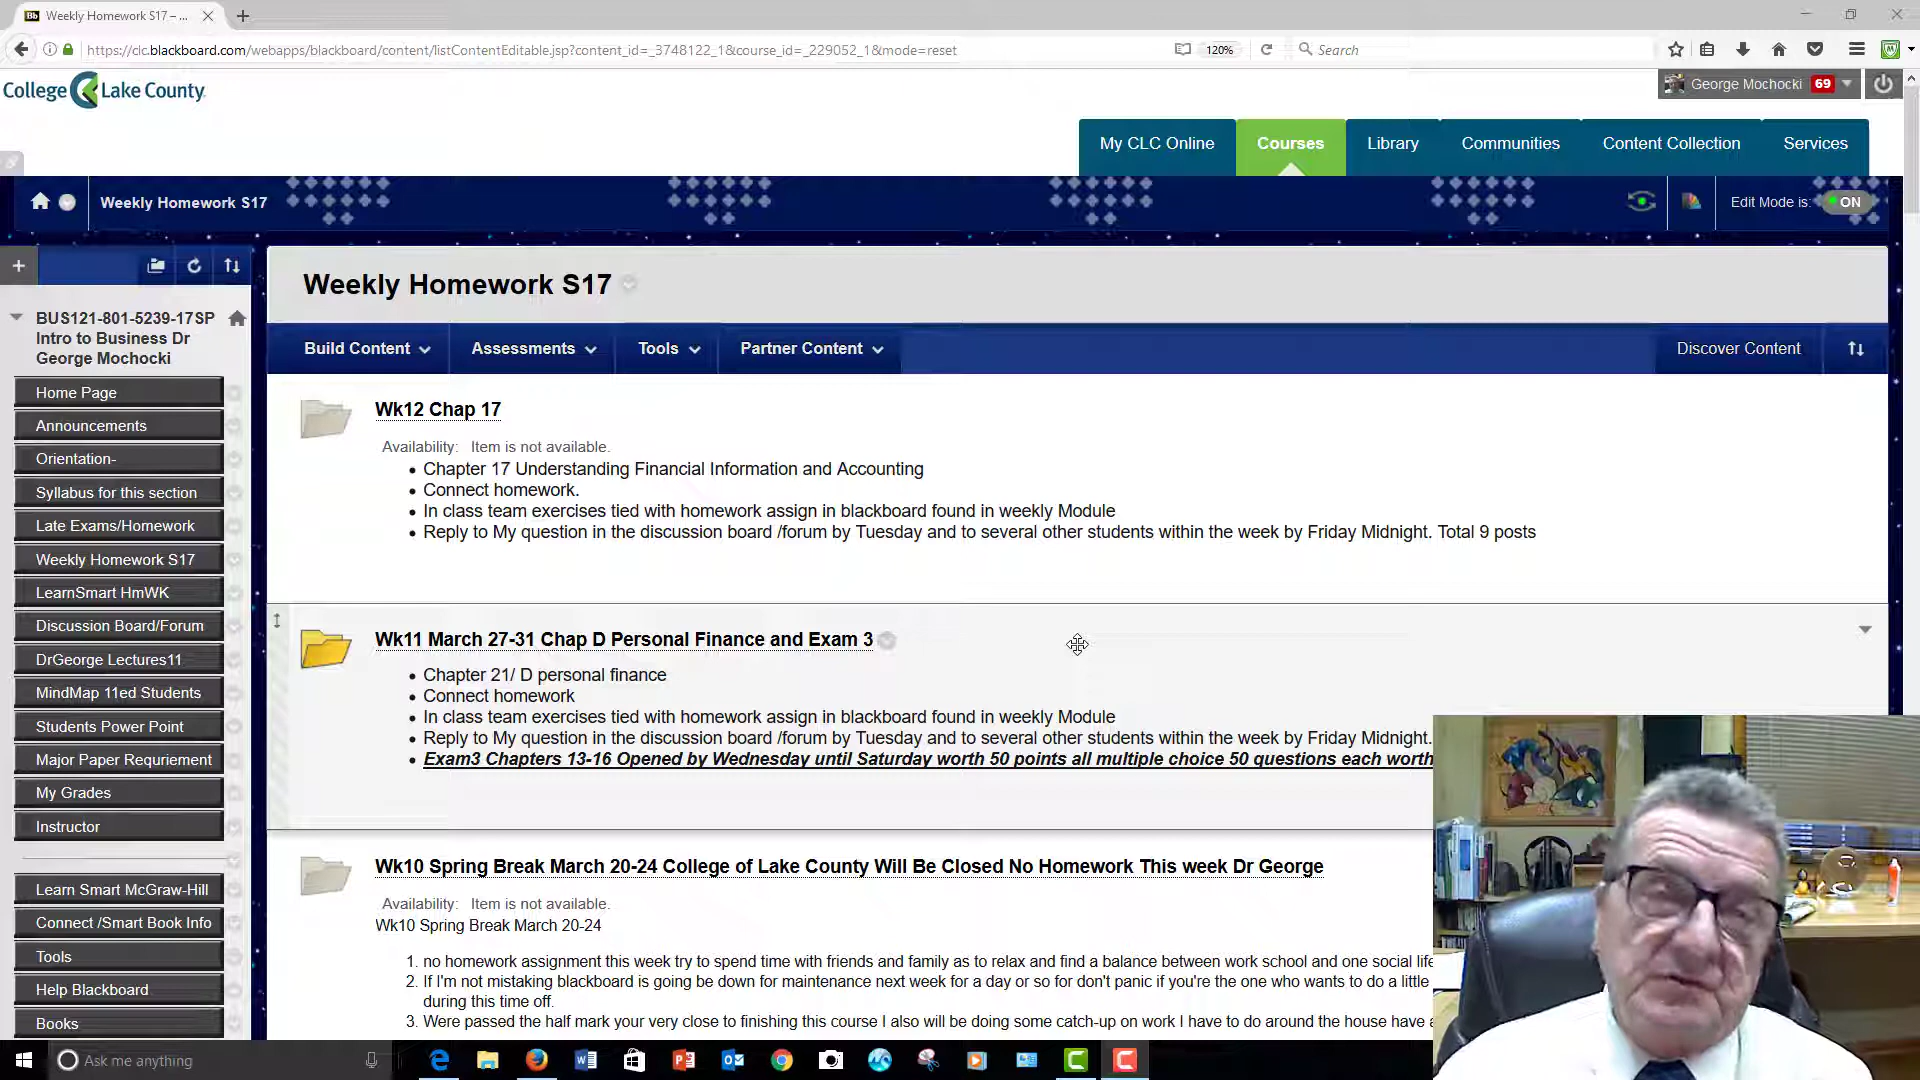 Weekly Homework S17 – ...
https://clc.blackboard.com/webapps/blackboard/content/listContentEditable.jsp?content_id=_3748122_1&course_id=_229052_1&mode=reset
120%
Search
College Lake County
George Mochocki 69
My CLC Online
Courses
Library
Communities
Content Collection
Services
Weekly Homework S17
Edit Mode is: ON
BUS121-801-5239-17SP
Intro to Business Dr
George Mochocki
Home Page
Announcements
Orientation-
Syllabus for this section
Late Exams/Homework
Weekly Homework S17
LearnSmart HmWK
Discussion Board/Forum
DrGeorge Lectures11
MindMap 11ed Students
Students Power Point
Major Paper Requriement
My Grades
Instructor
Learn Smart McGraw-Hill
Connect /Smart Book Info
Tools
Help Blackboard
Books
Weekly Homework S17
Build Content
Assessments
Tools
Partner Content
Discover Content
Wk12 Chap 17
Availability: Item is not available.
Chapter 17 Understanding Financial Information and Accounting
Connect homework.
In class team exercises tied with homework assign in blackboard found in weekly Module
Reply to My question in the discussion board /forum by Tuesday and to several other students within the week by Friday Midnight. Total 9 posts
Wk11 March 27-31 Chap D Personal Finance and Exam 3
Chapter 21/ D personal finance
Connect homework
In class team exercises tied with homework assign in blackboard found in weekly Module
Reply to My question in the discussion board /forum by Tuesday and to several other students within the week by Friday Midnight.
Exam3 Chapters 13-16 Opened by Wednesday until Saturday worth 50 points all multiple choice 50 questions each worth
Wk10 Spring Break March 20-24 College of Lake County Will Be Closed No Homework This week Dr George
Availability: Item is not available.
Wk10 Spring Break March 20-24
1. no homework assignment this week try to spend time with friends and family as to relax and find a balance between work school and one social life
2. If I'm not mistaking blackboard is going be down for maintenance next week for a day or so for don't panic if you're the one who wants to do a little
during this time off.
3. Were passed the half mark your very close to finishing this course I also will be doing some catch-up on work I have to do around the house have a
Ask me anything